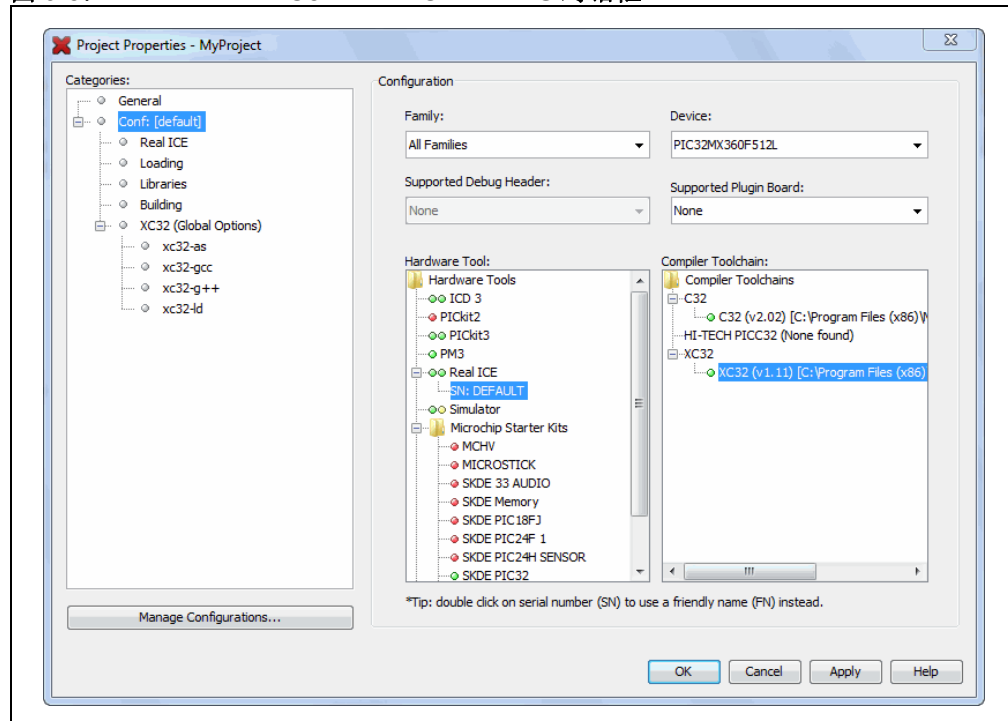 Project Properties - MyProject
Categories:
General
Conf: [default]
Real ICE
Loading
Libraries
Building
XC32 (Global Options)
xc32-as
xc32-gcc
xc32-g++
xc32-ld
Manage Configurations...
Configuration
Family:
All Families
Device:
PIC32MX360F512L
Supported Debug Header:
None
Supported Plugin Board:
None
Hardware Tool:
Hardware Tools
ICD 3
PICkit2
PICkit3
PM3
Real ICE
SN: DEFAULT
Simulator
Microchip Starter Kits
MCHV
MICROSTICK
SKDE 33 AUDIO
SKDE Memory
SKDE PIC18FJ
SKDE PIC24F 1
SKDE PIC24H SENSOR
SKDE PIC32
Compiler Toolchain:
Compiler Toolchains
C32
C32 (v2.02) [C:\Program Files (x86)\
HI-TECH PICC32 (None found)
XC32
XC32 (v1.11) [C:\Program Files (x86)
*Tip: double click on serial number (SN) to use a friendly name (FN) instead.
OK
Cancel
Apply
Help